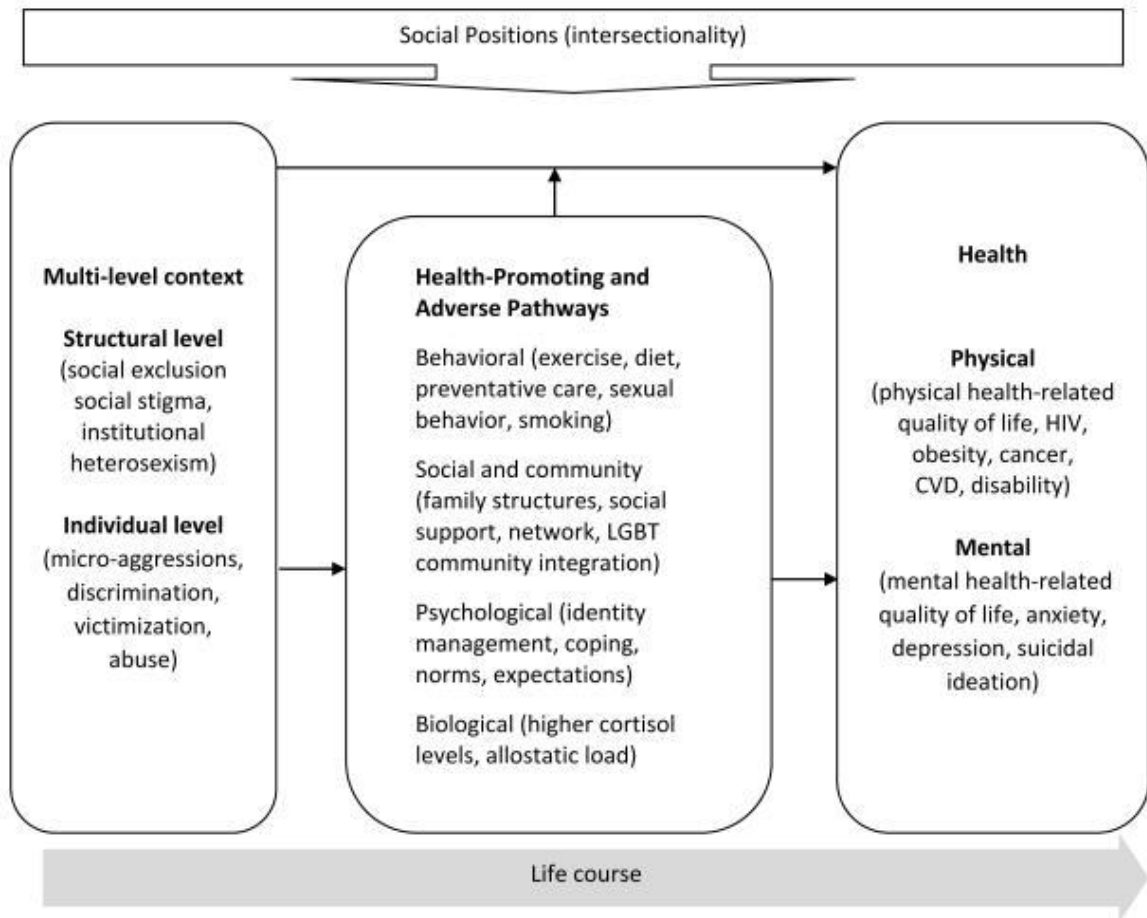 Social Positions (intersectionality)
Multi-level context
Structural level
(social exclusion
social stigma,
institutional
heterosexism)
Individual level
(micro-aggressions,
discrimination,
victimization,
abuse)
Health-Promoting and
Adverse Pathways
Behavioral (exercise, diet,
preventative care, sexual
behavior, smoking)
Social and community
(family structures, social
support, network, LGBT
community integration)
Psychological (identity
management, coping,
norms, expectations)
Biological (higher cortisol
levels, allostatic load)
Health
Physical
(physical health-related
quality of life, HIV,
obesity, cancer,
CVD, disability)
Mental
(mental health-related
quality of life, anxiety,
depression, suicidal
ideation)
Life course